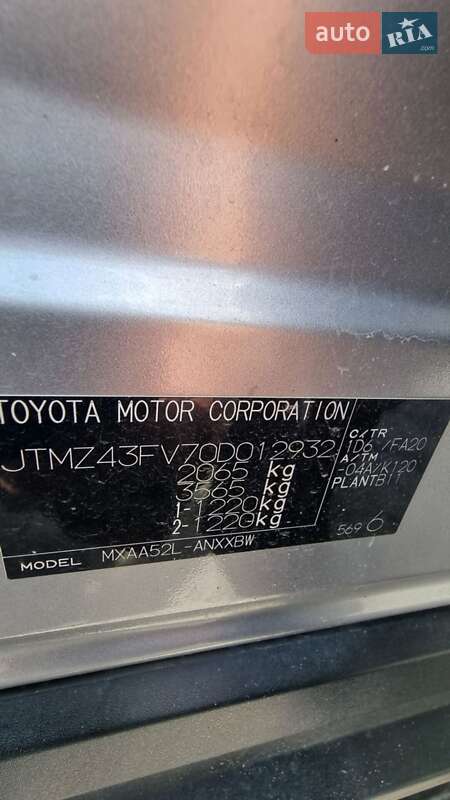 auto RIA.com
TOYOTA MOTOR CORPORATION
JTMZ43FV70D012932
2065 kg
3565 kg
1-1220kg
2-1220kg
MODEL MXAA52L-ANXXBW
C/TR
1D6 /FA20
A/TM
-04A/K120
PLANT B11
569 6